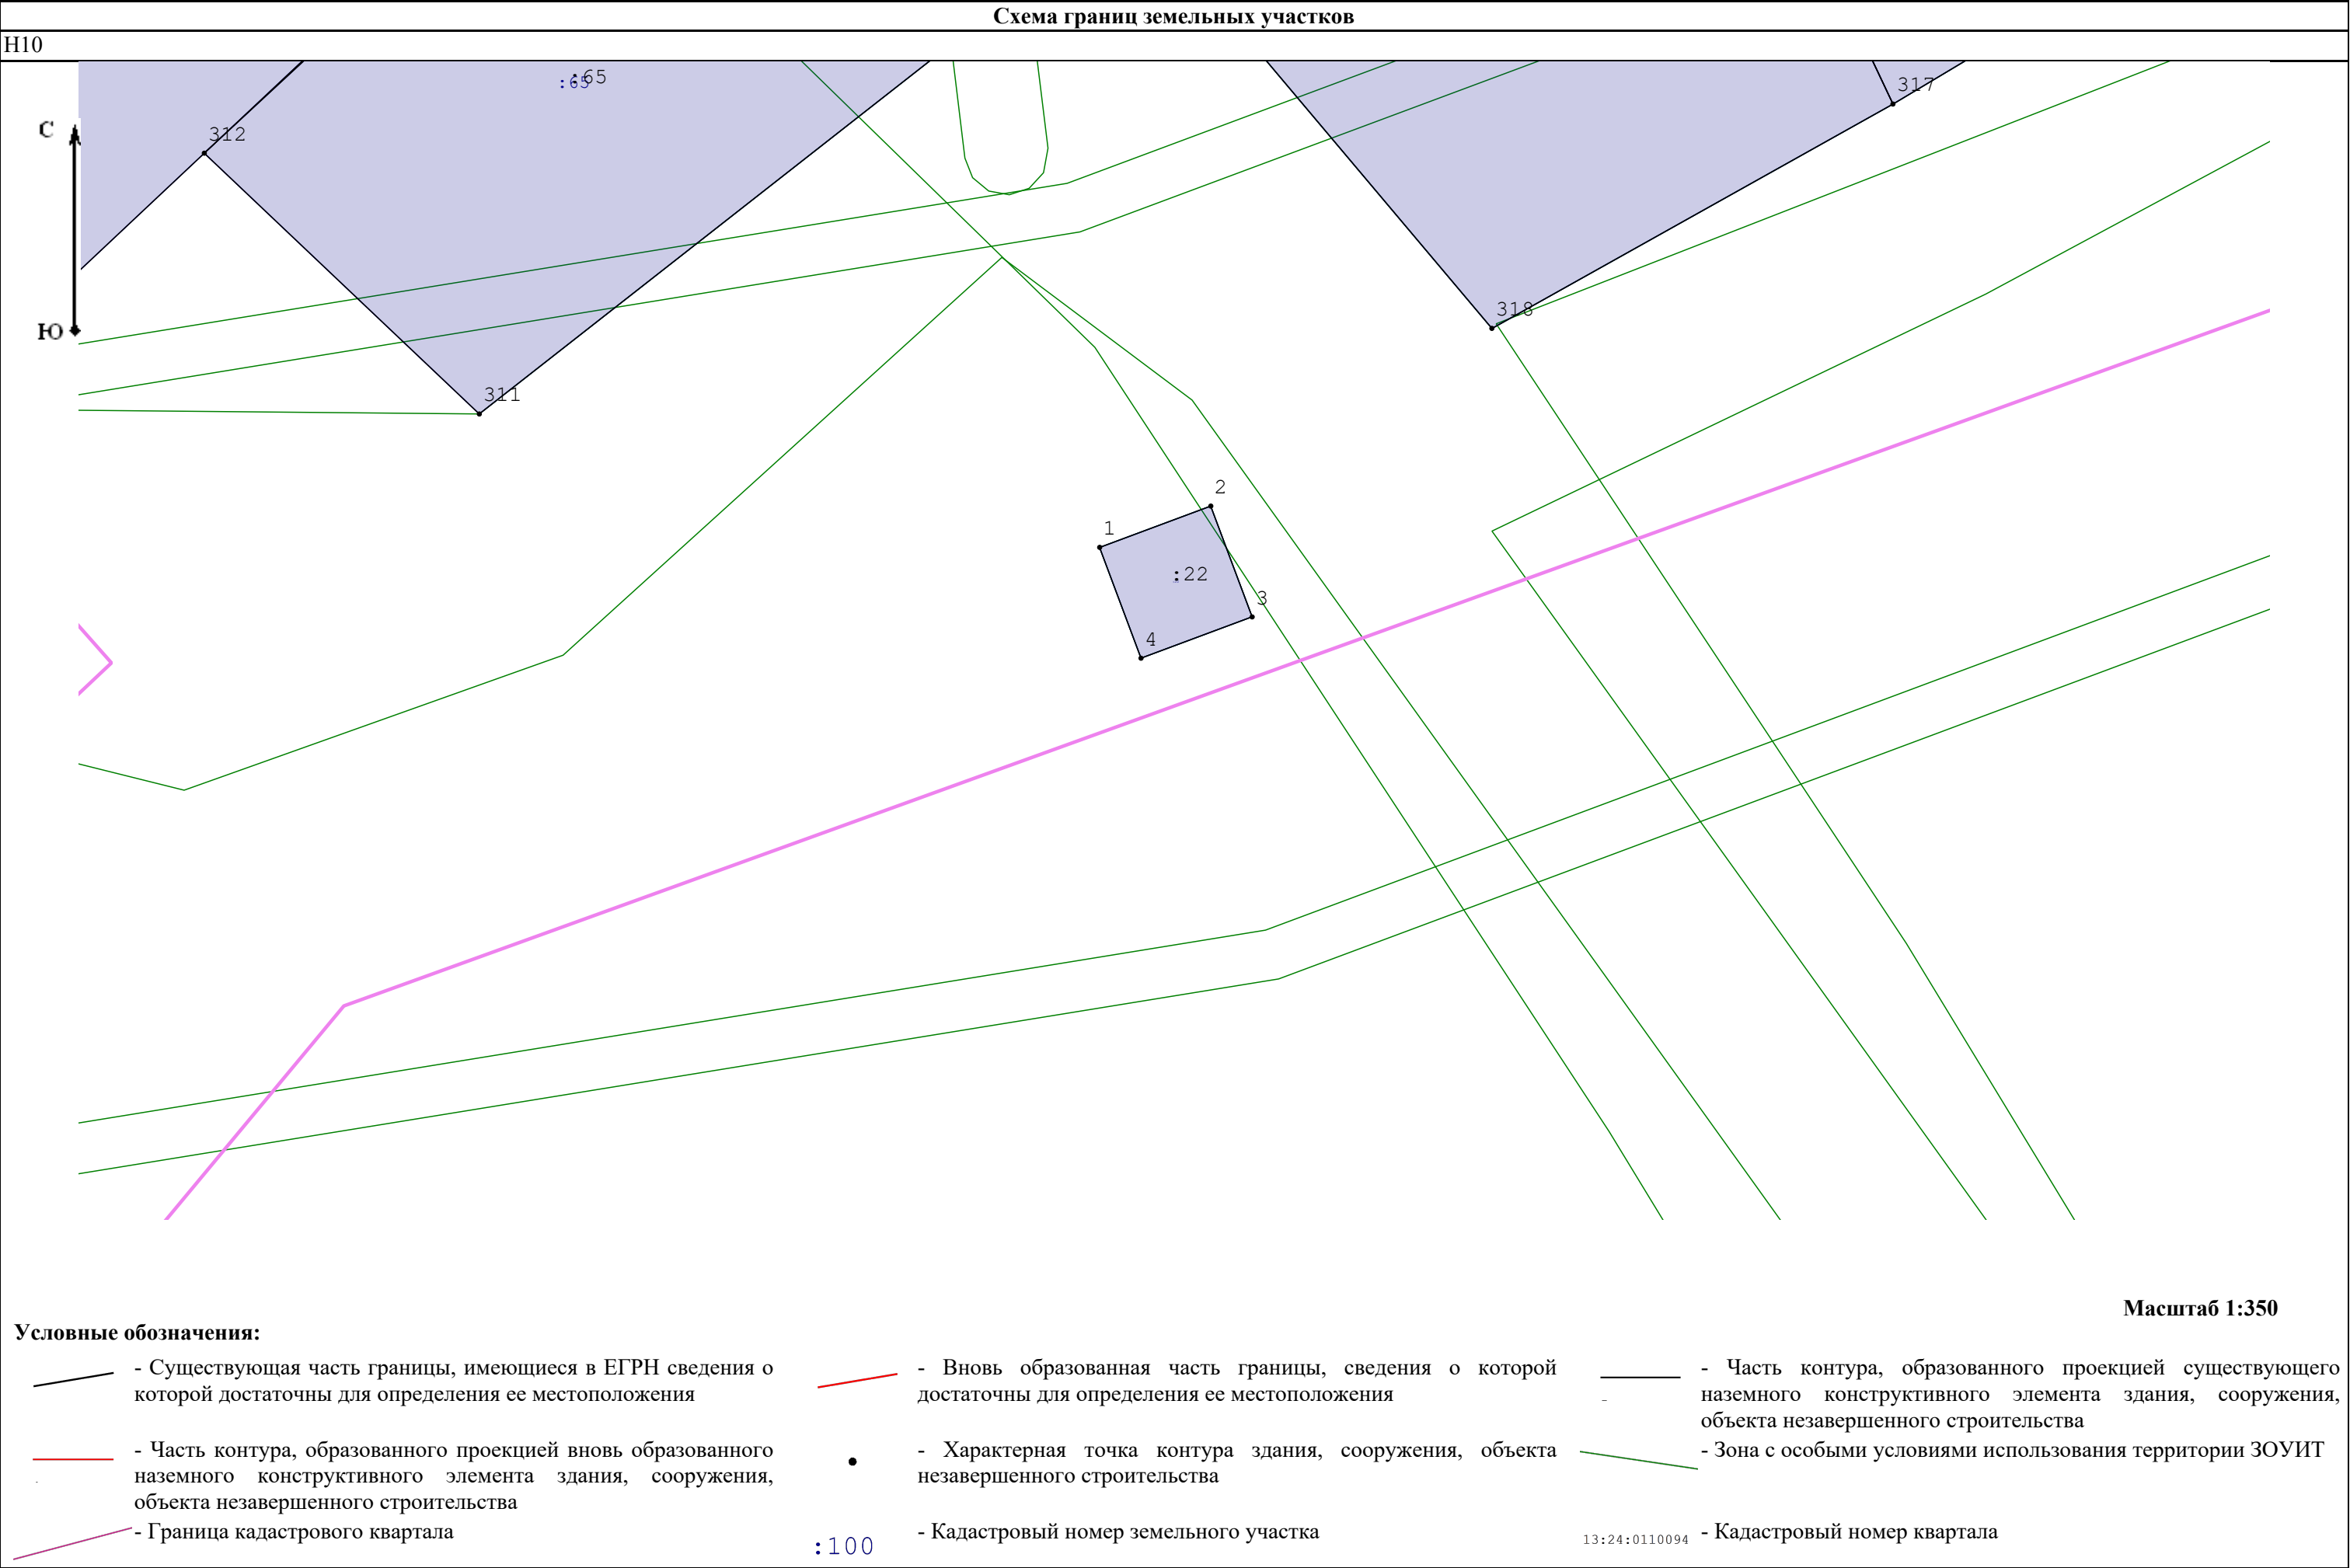 Схема границ земельных участков
Н10
:65
:65
317
С
312
318
Ю
311
2
1
:22
3
4
Масштаб 1:350
Условные обозначения:
- Существующая часть границы, имеющиеся в ЕГРН сведения о
которой достаточны для определения ее местоположения
- Вновь образованная часть границы, сведения о которой
достаточны для определения ее местоположения
- Часть контура, образованного проекцией существующего
наземного конструктивного элемента здания, сооружения,
объекта незавершенного строительства
- Часть контура, образованного проекцией вновь образованного
наземного конструктивного элемента здания, сооружения,
объекта незавершенного строительства
- Характерная точка контура здания, сооружения, объекта
незавершенного строительства
- Зона с особыми условиями использования территории ЗОУИТ
- Граница кадастрового квартала
:100 - Кадастровый номер земельного участка
13:24:0110094 - Кадастровый номер квартала